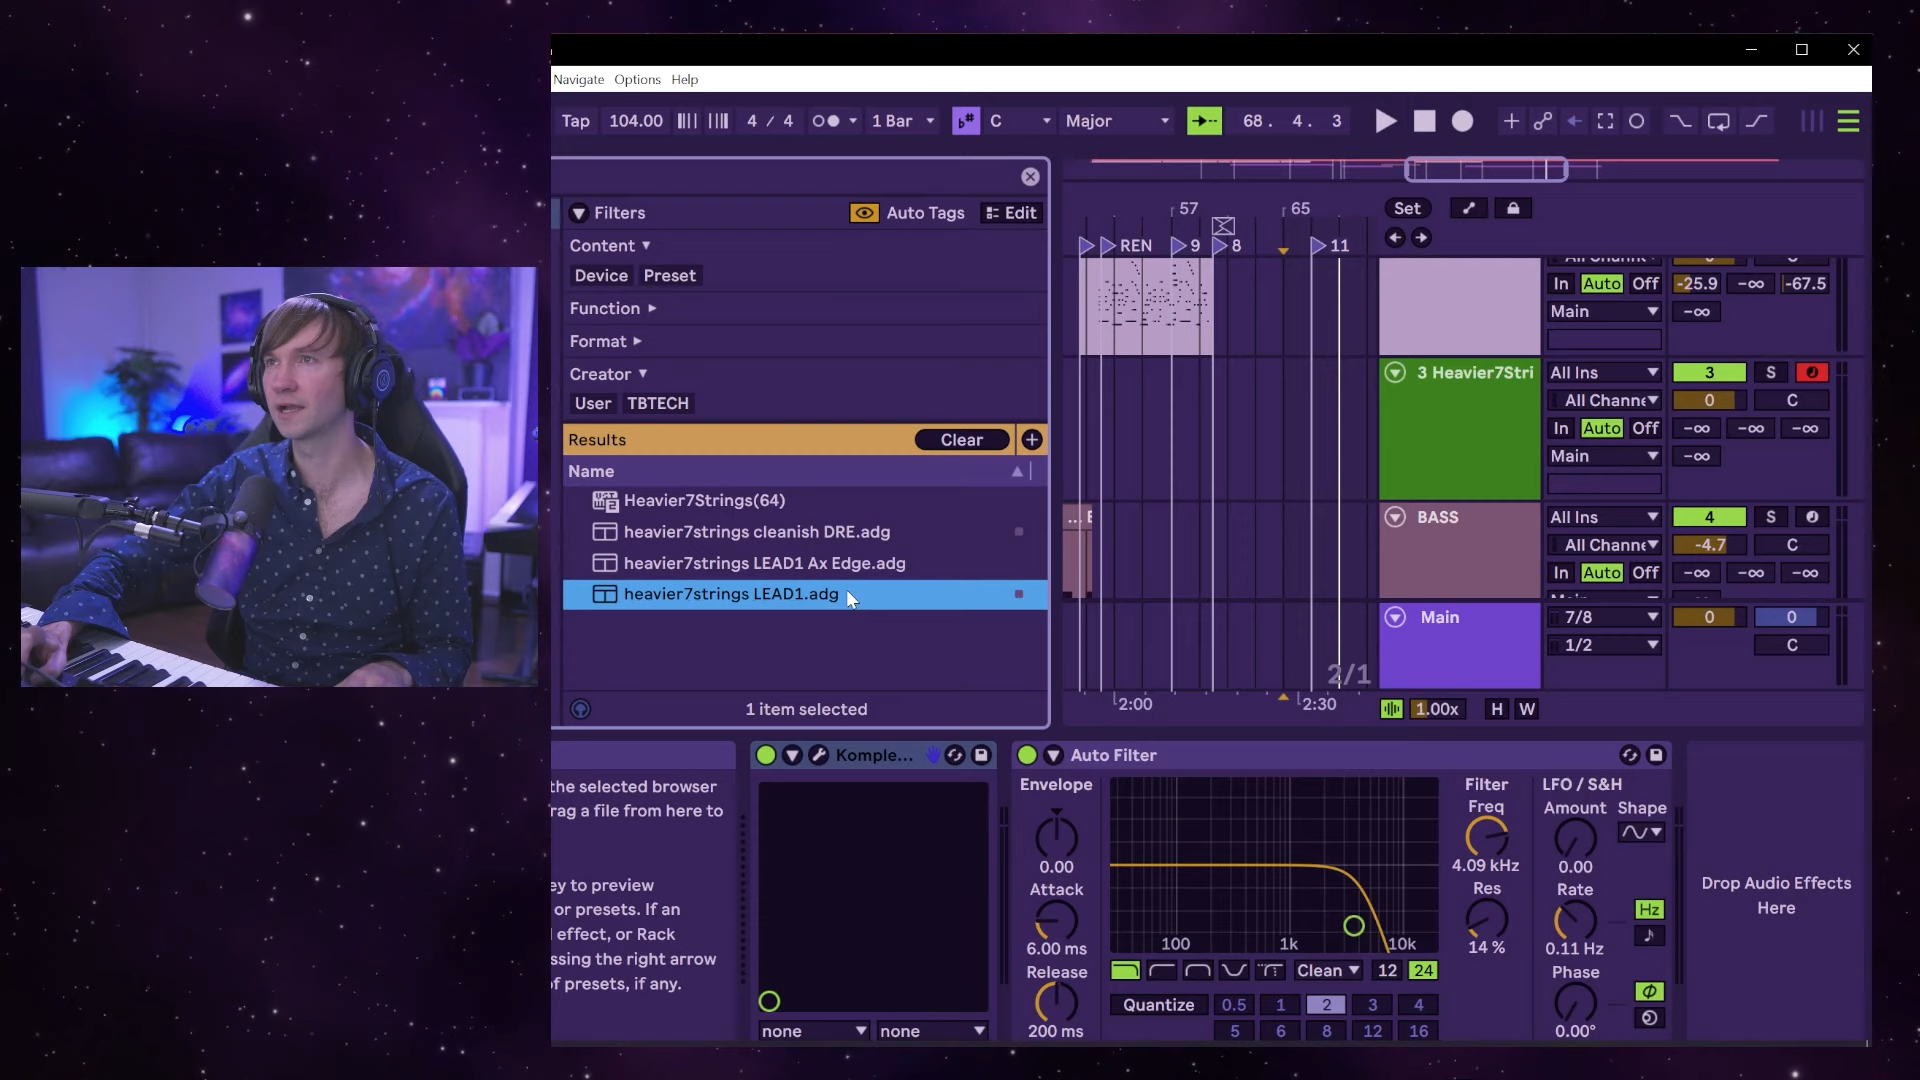 Navigate Options Help
Tap 104.00 4 / 4 1 Bar C Major 68. 4. 3
Filters Auto Tags Edit
Content
Device Preset
Function
Format
Creator
User TBTECH
Results Clear
Name
Heavier7Strings(64)
heavier7strings cleanish DRE.adg
heavier7strings LEAD1 Ax Edge.adg
heavier7strings LEAD1.adg
1 item selected
57 65
REN 9 8 11
2/1
2:00 2:30
Set
In Auto Off -25.9 -∞ -67.5
Main -∞
3 Heavier7Stri All Ins 3 S
All Channe 0 C
In Auto Off -∞ -∞ -∞
Main -∞
BASS All Ins 4 S
All Channe -4.7 C
In Auto Off -∞ -∞ -∞
Main 7/8 0 0
1/2 C
1.00x H W
the selected browser
rag a file from here to
ey to preview
or presets. If an
effect, or Rack
ssing the right arrow
of presets, if any.
Komple...
none none
Auto Filter
Envelope
0.00
Attack
6.00 ms
Release
200 ms
100 1k 10k
Clean 12 24
Quantize 0.5 1 2 3 4
5 6 8 12 16
Filter
Freq
4.09 kHz
Res
14 %
LFO / S&H
Amount Shape
0.00
Rate
Hz
0.11 Hz
Phase
0.00°
Drop Audio Effects
Here